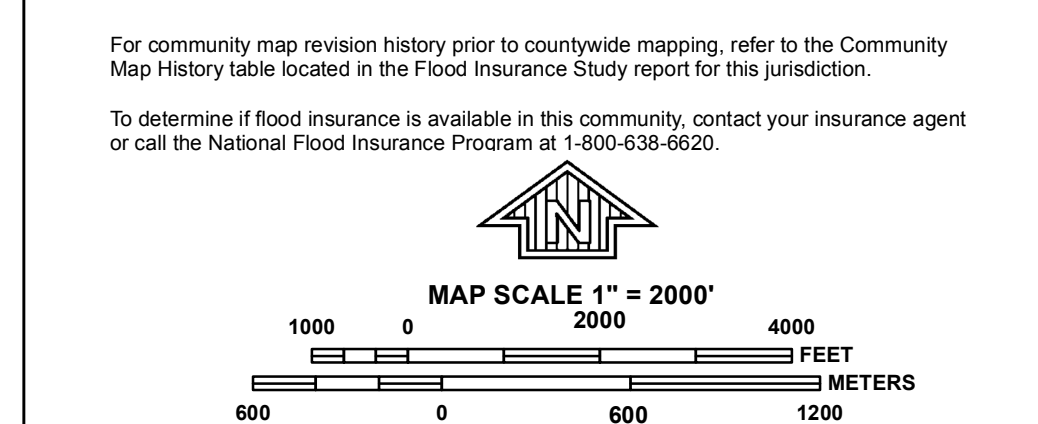 For community map revision history prior to countywide mapping, refer to the Community
Map History table located in the Flood Insurance Study report for this jurisdiction.
To determine if flood insurance is available in this community, contact your insurance agent
or call the National Flood Insurance Program at 1-800-638-6620.
N
MAP SCALE 1" = 2000'
1000 0 2000 4000
FEET
METERS
600 0 600 1200